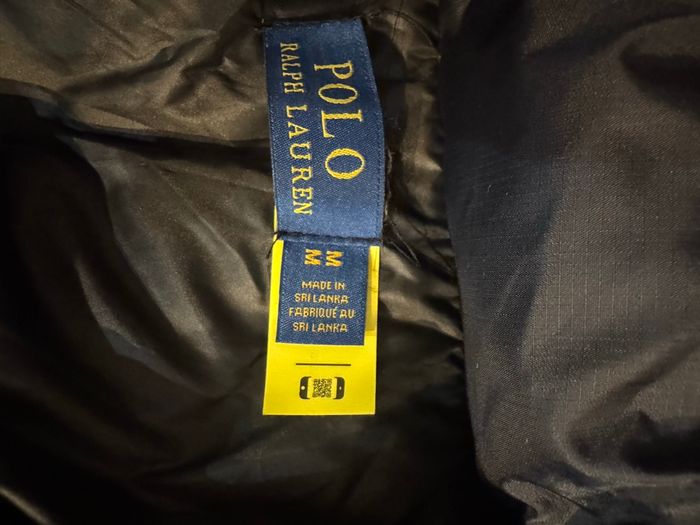 POLO
RALPH LAUREN
M M
MADE IN
SRI LANKA
FABRIQUÉ AU
SRI LANKA